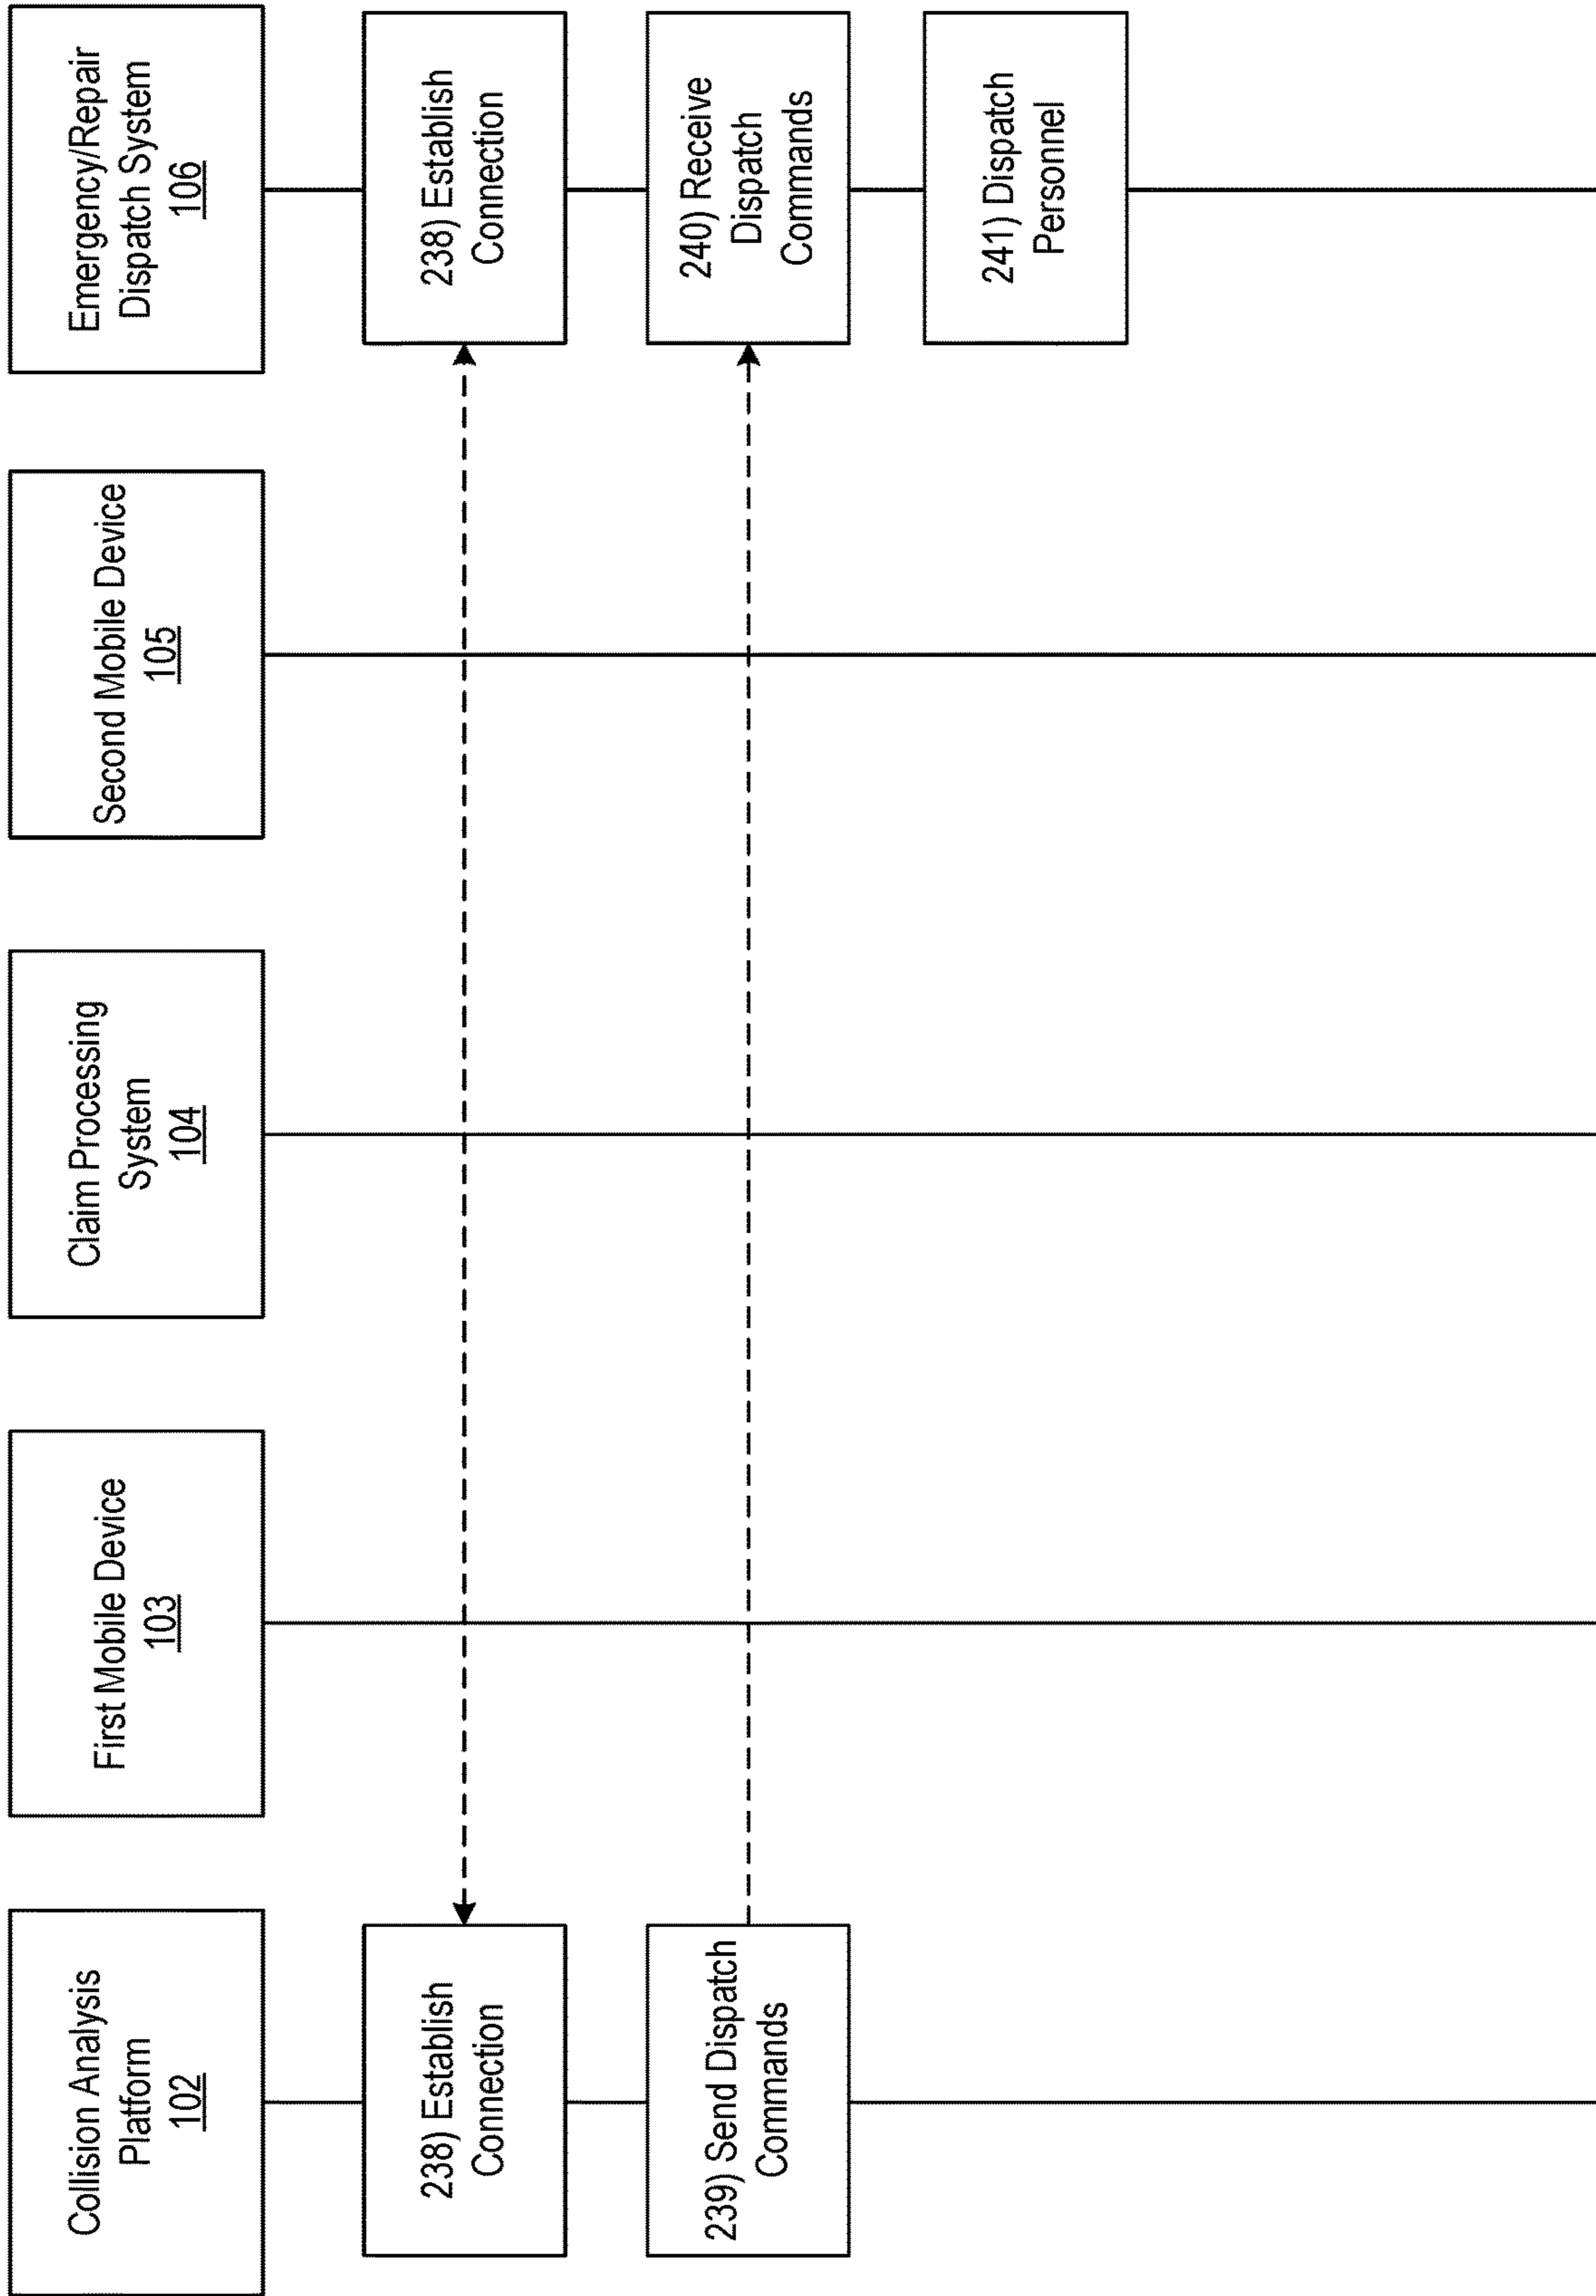 Collision Analysis
Platform
102
First Mobile Device
103
Claim Processing
System
104
Second Mobile Device
105
Emergency/Repair
Dispatch System
106
238) Establish
Connection
238) Establish
Connection
239) Send Dispatch
Commands
240) Receive
Dispatch
Commands
241) Dispatch
Personnel